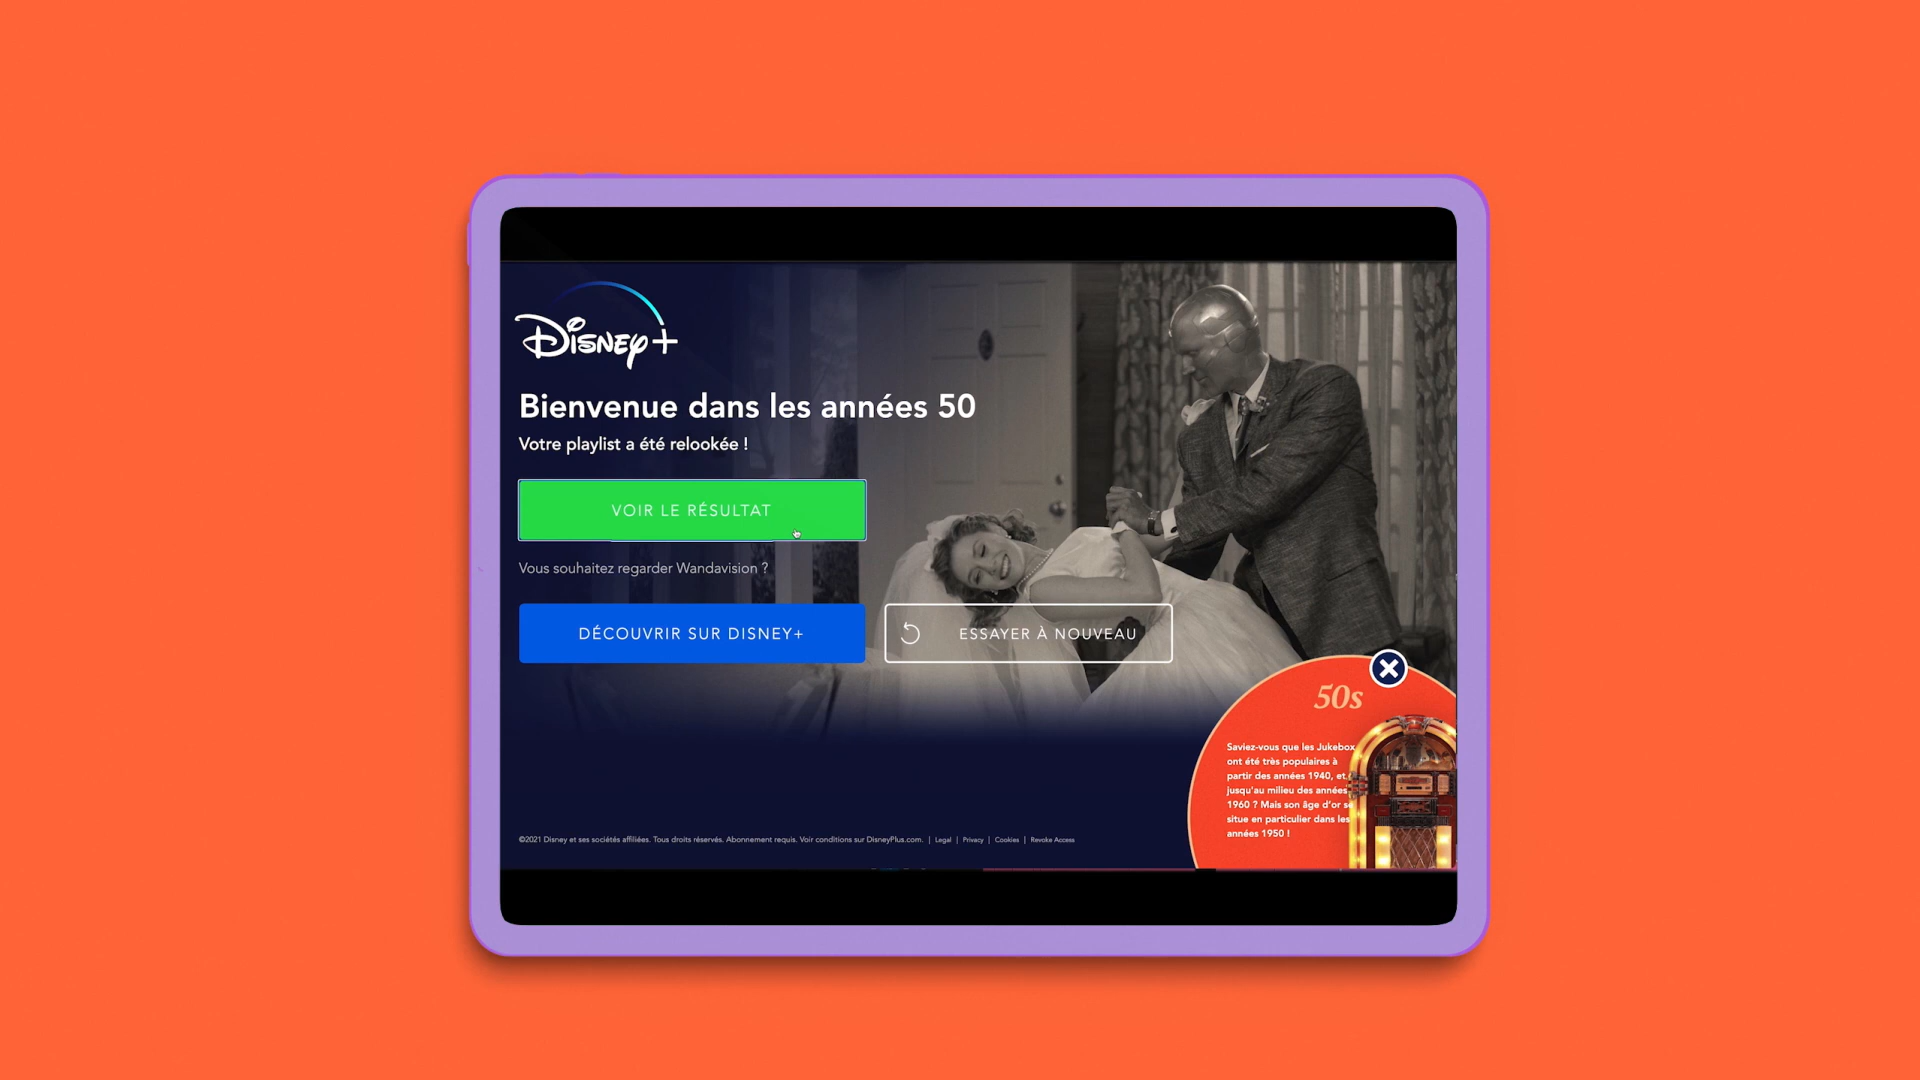 Disney+
Bienvenue dans les années 50
Votre playlist a été relookée !
VOIR LE RÉSULTAT
Vous souhaitez regarder Wandavision ?
DÉCOUVRIR SUR DISNEY+
ESSAYER À NOUVEAU
50s
Saviez-vous que les Jukebox
ont été très populaires à
partir des années 1940, et
jusqu'au milieu des années
1960 ? Mais son âge d'or se
situe en particulier dans les
années 1950 !
©2021 Disney et ses sociétés affiliées. Tous droits réservés. Abonnement requis. Voir conditions sur DisneyPlus.com. | Legal | Privacy | Cookies | Revoke Access